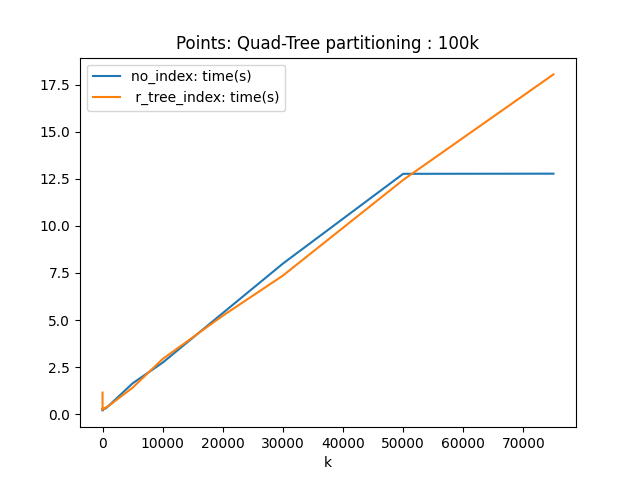 Points: Quad-Tree partitioning : 100k
no_index: time(s)
r_tree_index: time(s)
17.5
15.0
12.5
10.0
7.5
5.0
2.5
0.0
0 10000 20000 30000 40000 50000 60000 70000
k